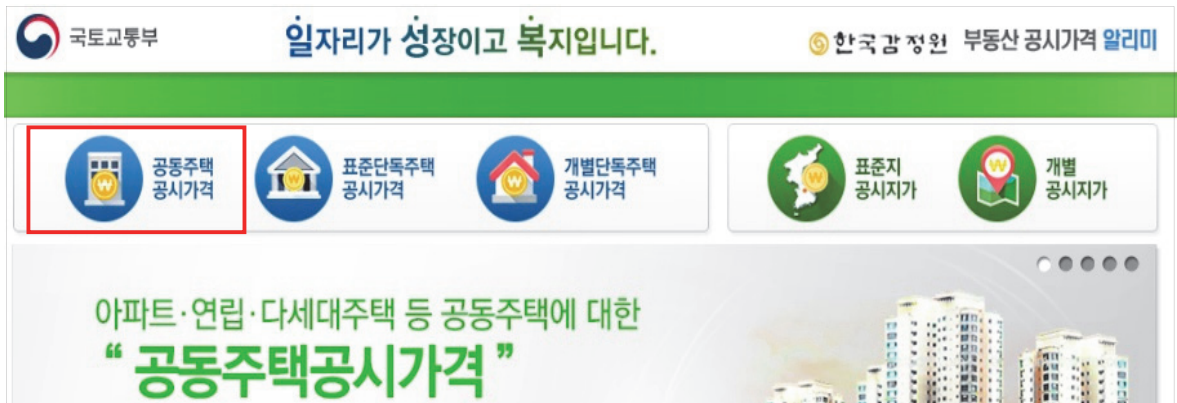 국토교통부
일자리가 성장이고 복지입니다.
한국감정원 부동산 공시가격 알리미
공동주택
공시가격
표준단독주택
공시가격
개별단독주택
공시가격
표준지
공시지가
개별
공시지가
아파트·연립·다세대주택 등 공동주택에 대한
“ 공동주택공시가격 ”